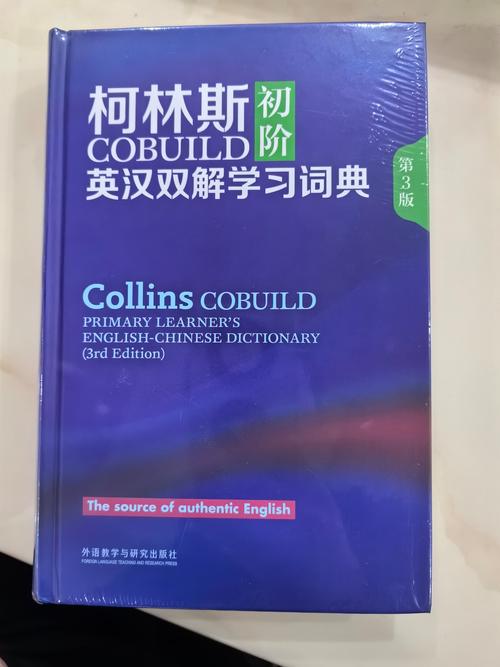 柯林斯
初阶
COBUILD
英汉双解学习词典
第3版
Collins COBUILD
PRIMARY LEARNER'S
ENGLISH-CHINESE DICTIONARY
(3rd Edition)
The source of authentic English
外语教学与研究出版社
FOREIGN LANGUAGE TEACHING AND RESEARCH PRESS